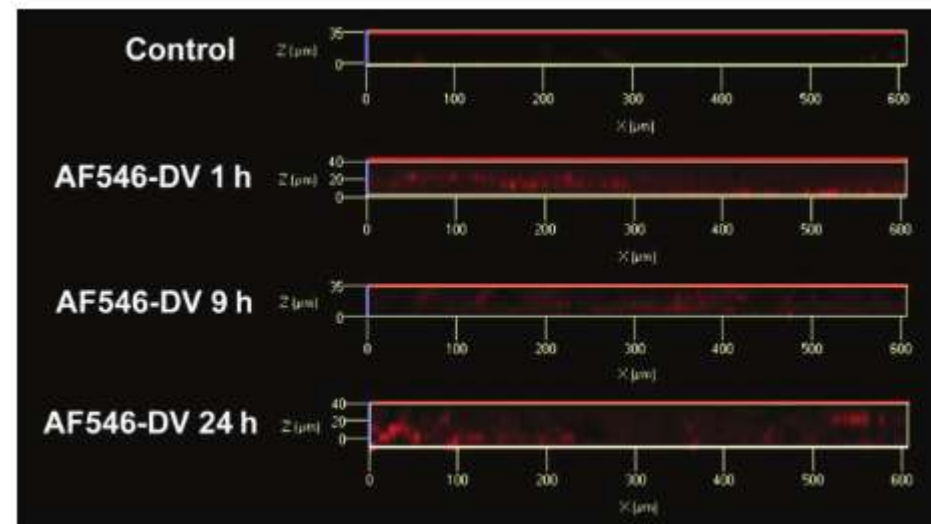 35
Control Z (µm)
0
0 100 200 300 400 500 600
X (µm)
40
AF546-DV 1 h Z (µm) 20
0
0 100 200 300 400 500 600
X (µm)
35
AF546-DV 9 h Z (µm)
0
0 100 200 300 400 500 600
X (µm)
40
AF546-DV 24 h Z (µm) 20
0
0 100 200 300 400 500 600
X (µm)